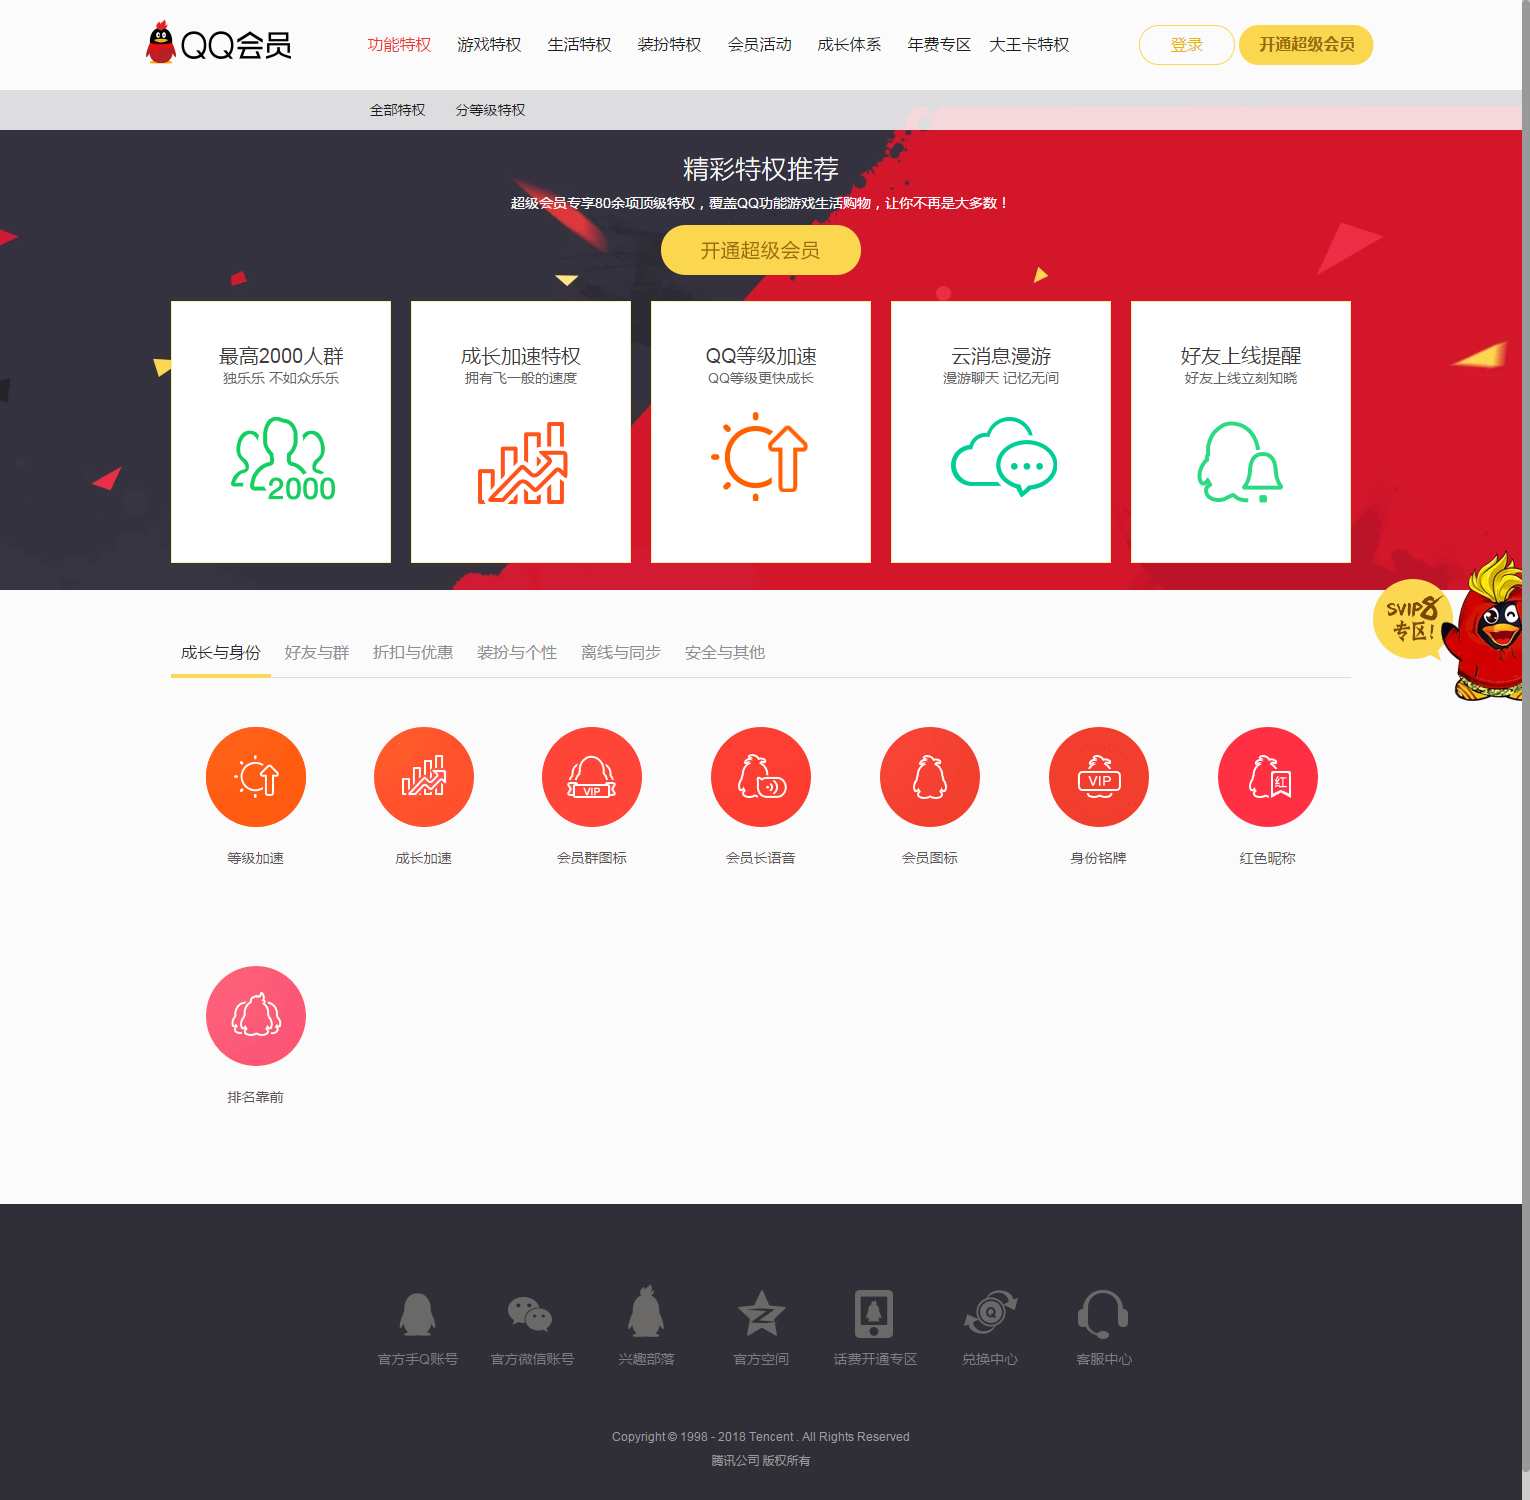 QQ会员
功能特权 游戏特权 生活特权 装扮特权 会员活动 成长体系 年费专区 大王卡特权 登录 开通超级会员
全部特权 分等级特权
精彩特权推荐
超级会员专享80余项顶级特权，覆盖QQ功能游戏生活购物，让你不再是大多数！
开通超级会员
最高2000人群
独乐乐 不如众乐乐
2000
成长加速特权
拥有飞一般的速度
QQ等级加速
QQ等级更快成长
云消息漫游
漫游聊天 记忆无间
好友上线提醒
好友上线立刻知晓
SVIP8
专区!
成长与身份 好友与群 折扣与优惠 装扮与个性 离线与同步 安全与其他
VIP VIP 红
等级加速 成长加速 会员群图标 会员长语音 会员图标 身份铭牌 红色昵称
排名靠前
Q
官方手Q账号 官方微信账号 兴趣部落 官方空间 话费开通专区 兑换中心 客服中心
Copyright © 1998 - 2018 Tencent . All Rights Reserved
腾讯公司 版权所有